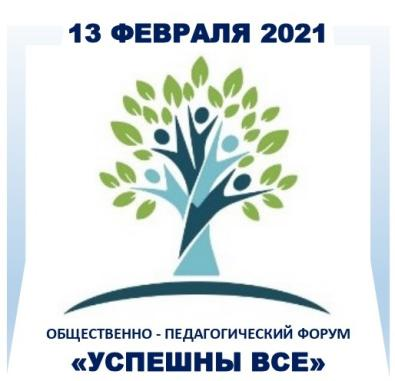 13 ФЕВРАЛЯ 2021
ОБЩЕСТВЕННО - ПЕДАГОГИЧЕСКИЙ ФОРУМ
«УСПЕШНЫ ВСЕ»